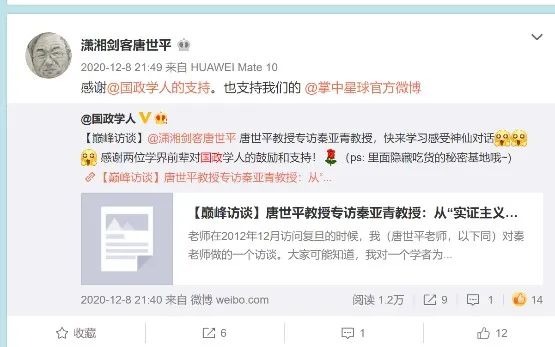 潇湘剑客唐世平
2020-12-8 21:49 来自 HUAWEI Mate 10
感谢@国政学人的支持。也支持我们的 @掌中星球官方微博
@国政学人
【巅峰访谈】@潇湘剑客唐世平 唐世平教授专访秦亚青教授，快来学习感受神仙对话
感谢两位学界前辈对国政学人的鼓励和支持！ （ps: 里面隐藏吃货的秘密基地哦~）
【巅峰访谈】唐世平教授专访秦亚青教授：从“...
【巅峰访谈】唐世平教授专访秦亚青教授：从“实证主义...
老师在2012年12月访问复旦的时候，我（唐世平老师，以下同）对秦
老师做的一个访谈。大家可能知道，我对一个学者为...
2020-12-8 21:40 来自 微博 weibo.com 阅读 1.2万 9 1 14
收藏 6 1 12